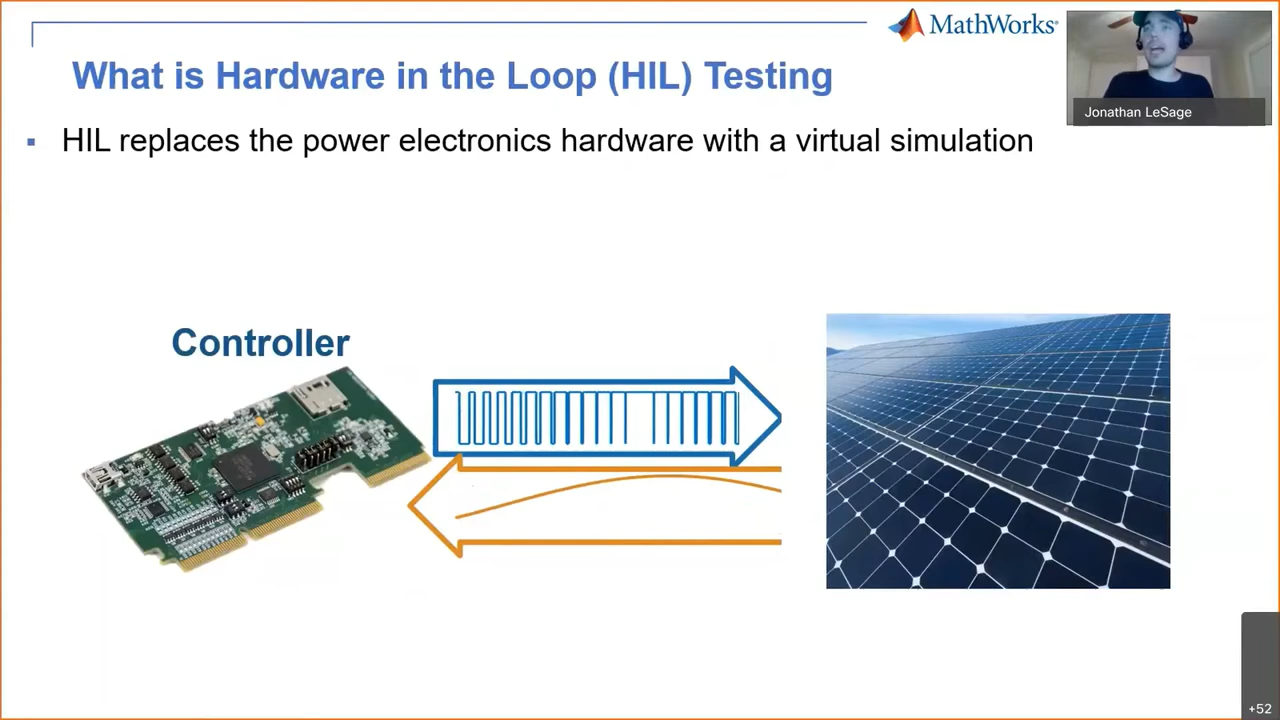 MathWorks®
Jonathan LeSage
What is Hardware in the Loop (HIL) Testing
▪ HIL replaces the power electronics hardware with a virtual simulation
Controller
+52